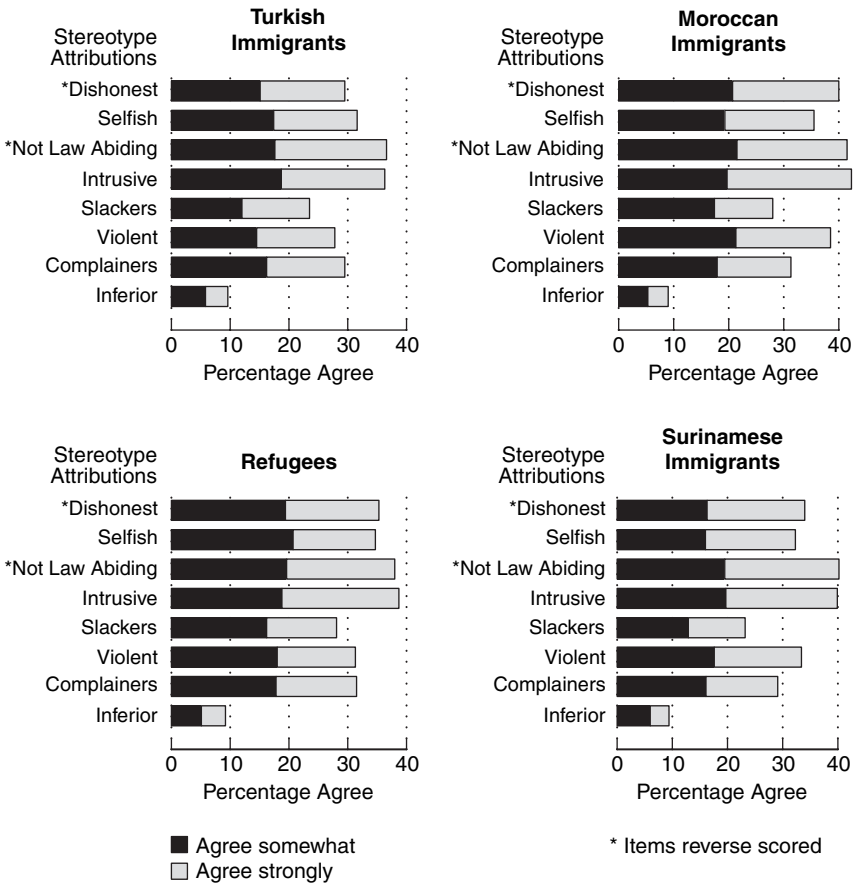 Turkish
Immigrants
Stereotype
Attributions
*Dishonest
Selfish
*Not Law Abiding
Intrusive
Slackers
Violent
Complainers
Inferior
0 10 20 30 40
Percentage Agree
Moroccan
Immigrants
Stereotype
Attributions
*Dishonest
Selfish
*Not Law Abiding
Intrusive
Slackers
Violent
Complainers
Inferior
0 10 20 30 40
Percentage Agree
Refugees
Stereotype
Attributions
*Dishonest
Selfish
*Not Law Abiding
Intrusive
Slackers
Violent
Complainers
Inferior
0 10 20 30 40
Percentage Agree
Surinamese
Immigrants
Stereotype
Attributions
*Dishonest
Selfish
*Not Law Abiding
Intrusive
Slackers
Violent
Complainers
Inferior
0 10 20 30 40
Percentage Agree
Agree somewhat
Agree strongly
* Items reverse scored